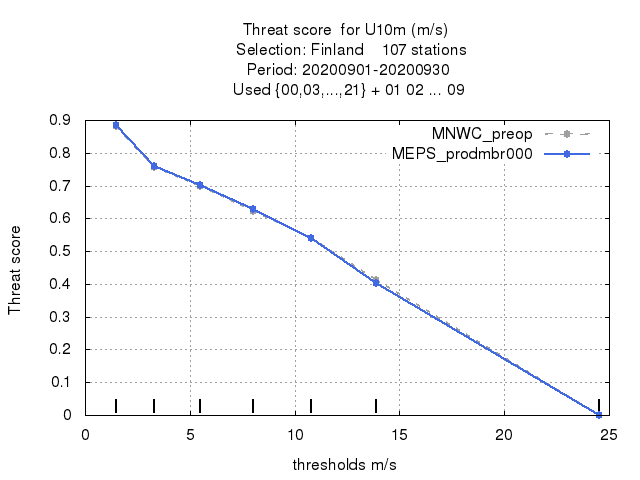 Threat score  for U10m (m/s)
Selection: Finland    107 stations
Period: 20200901-20200930
Used {00,03,...,21} + 01 02 ... 09
MNWC_preop
MEPS_prodmbr000
Threat score
0.9
0.8
0.7
0.6
0.5
0.4
0.3
0.2
0.1
0
0 5 10 15 20 25
thresholds m/s